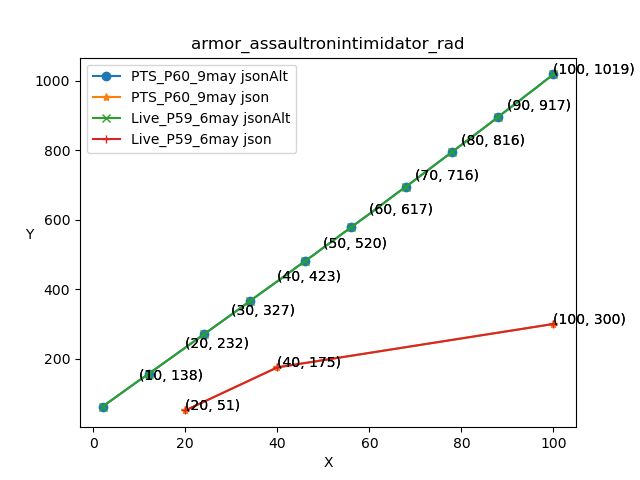 armor_assaultronintimidator_rad
PTS_P60_9may jsonAlt
PTS_P60_9may json
Live_P59_6may jsonAlt
Live_P59_6may json
(100, 1019)
(90, 917)
(80, 816)
(70, 716)
(60, 617)
(50, 520)
(40, 423)
(30, 327)
(20, 232)
(10, 138)
(100, 300)
(40, 175)
(20, 51)
1000
800
600
400
200
Y
0 20 40 60 80 100
X